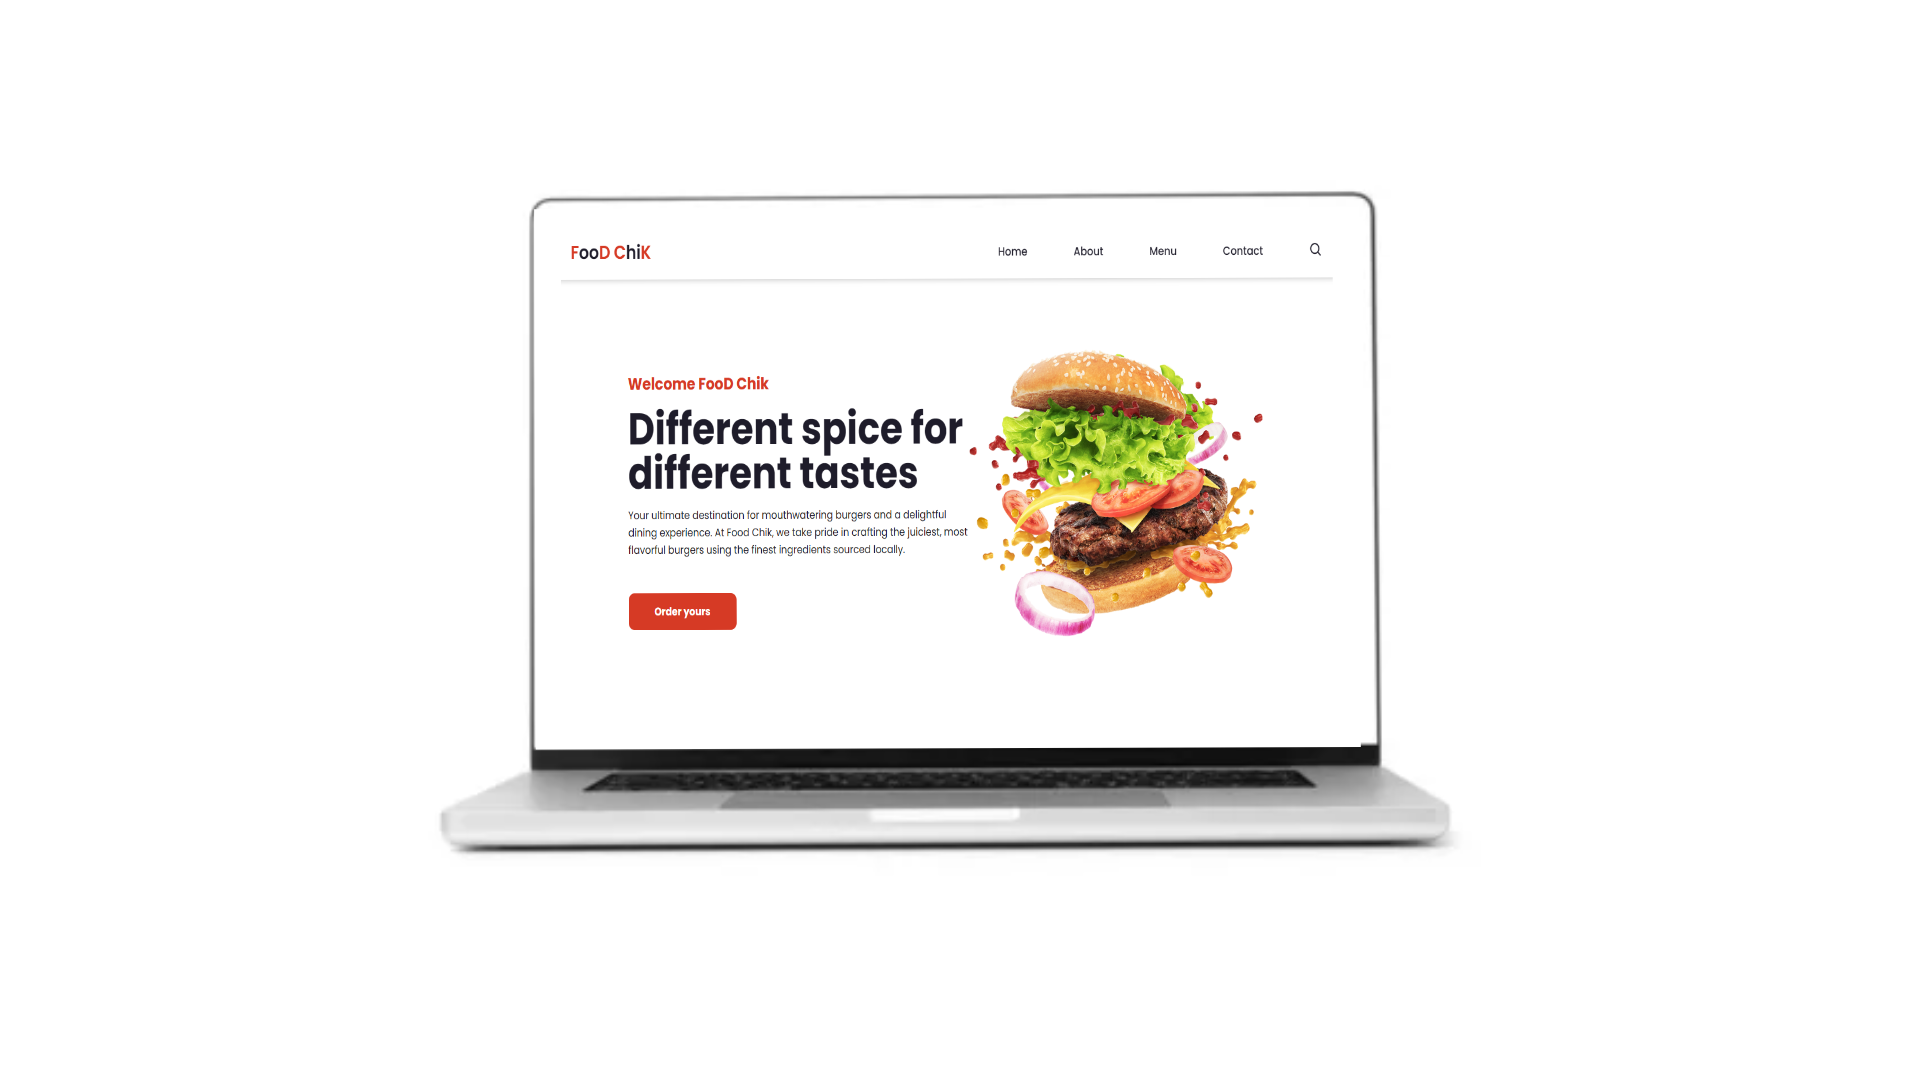 FooD ChiK
Home About Menu Contact
Welcome FooD Chik
Different spice for
different tastes
Your ultimate destination for mouthwatering burgers and a delightful
dining experience. At Food Chik, we take pride in crafting the juiciest, most
flavorful burgers using the finest ingredients sourced locally.
Order yours